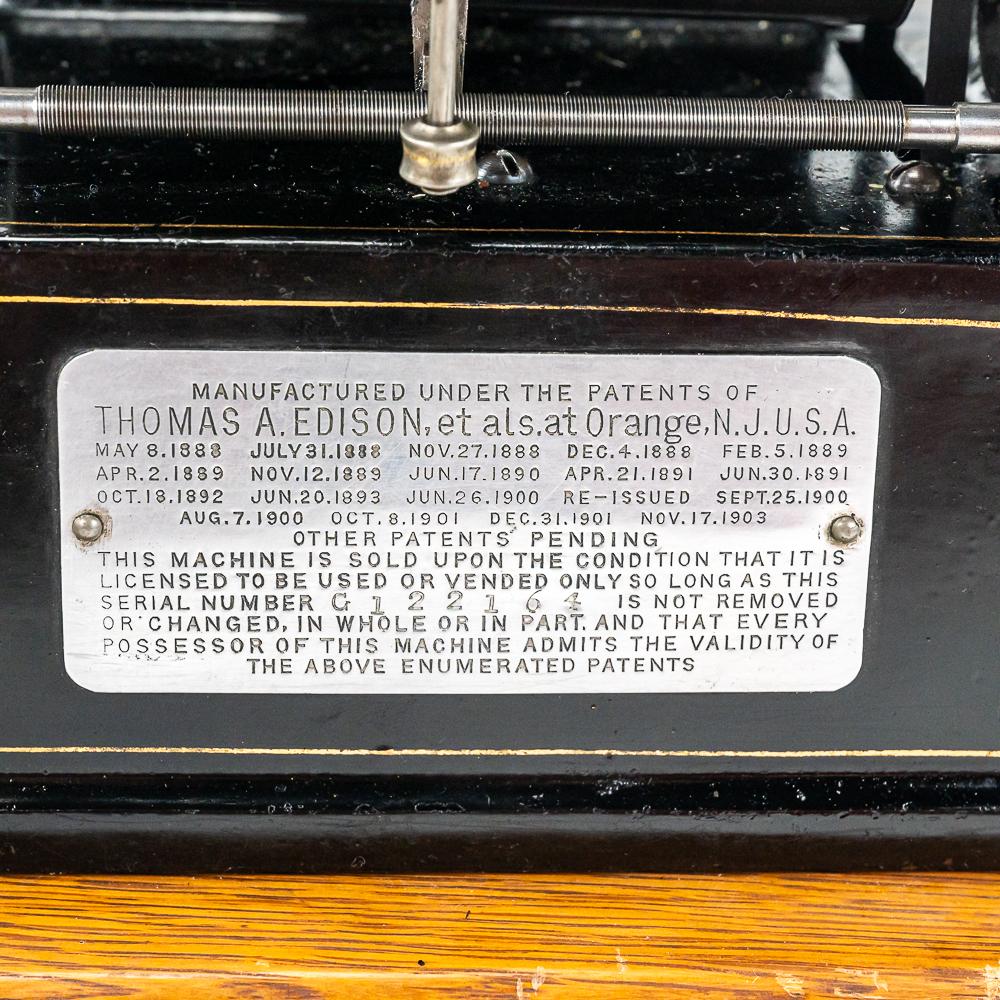 MANUFACTURED UNDER THE PATENTS OF
THOMAS A. EDISON, et als. at Orange, N.J.U.S.A.
MAY 8.1888 JULY 31.1888 NOV.27.1888 DEC.4.1888 FEB.5.1889
APR.2.1889 NOV.12.1889 JUN.17.1890 APR.21.1891 JUN.30.1891
OCT.18.1892 JUN.20.1893 JUN.26.1900 RE-ISSUED SEPT.25.1900
AUG.7.1900 OCT.8.1901 DEC.31.1901 NOV.17.1903
OTHER PATENTS PENDING
THIS MACHINE IS SOLD UPON THE CONDITION THAT IT IS
LICENSED TO BE USED OR VENDED ONLY SO LONG AS THIS
SERIAL NUMBER G 122164 IS NOT REMOVED
OR CHANGED, IN WHOLE OR IN PART. AND THAT EVERY
POSSESSOR OF THIS MACHINE ADMITS THE VALIDITY OF
THE ABOVE ENUMERATED PATENTS